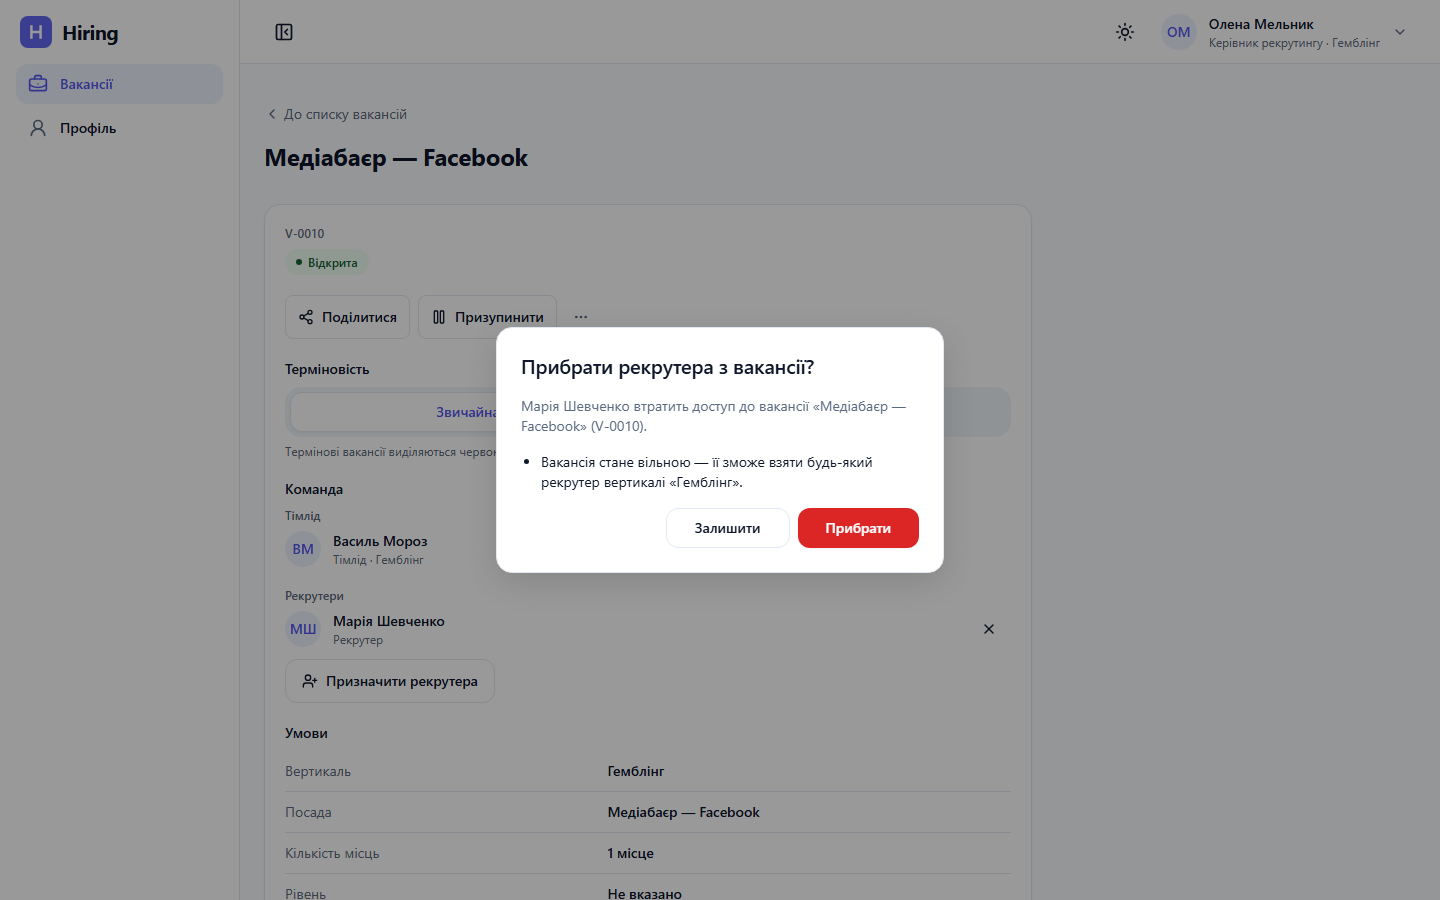 H Hiring
Вакансії
Профіль
ОМ
Олена Мельник
Керівник рекрутингу · Гемблінг
До списку вакансій
Медіабаєр — Facebook
V-0010
Відкрита
Поділитися
Призупинити
Терміновість
Звичайна
Термінові вакансії виділяються
Команда
Тімлід
ВМ
Василь Мороз
Тімлід · Гемблінг
Рекрутери
МШ
Марія Шевченко
Рекрутер
Призначити рекрутера
Умови
Вертикаль Гемблінг
Посада Медіабаєр — Facebook
Кількість місць 1 місце
Рівень Не вказано
Прибрати рекрутера з вакансії?
Марія Шевченко втратить доступ до вакансії «Медіабаєр —
Facebook» (V-0010).
• Вакансія стане вільною — її зможе взяти будь-який
рекрутер вертикалі «Гемблінг».
Залишити
Прибрати